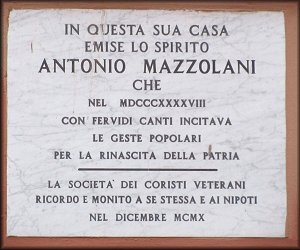 IN QUESTA SUA CASA
EMISE LO SPIRITO
ANTONIO MAZZOLANI
CHE
NEL MDCCCXXXXVIII
CON FERVIDI CANTI INCITAVA
LE GESTE POPOLARI
PER LA RINASCITA DELLA PATRIA
LA SOCIETA' DEI CORISTI VETERANI
RICORDO E MONITO A SE STESSA E AI NIPOTI
NEL DICEMBRE MCMX